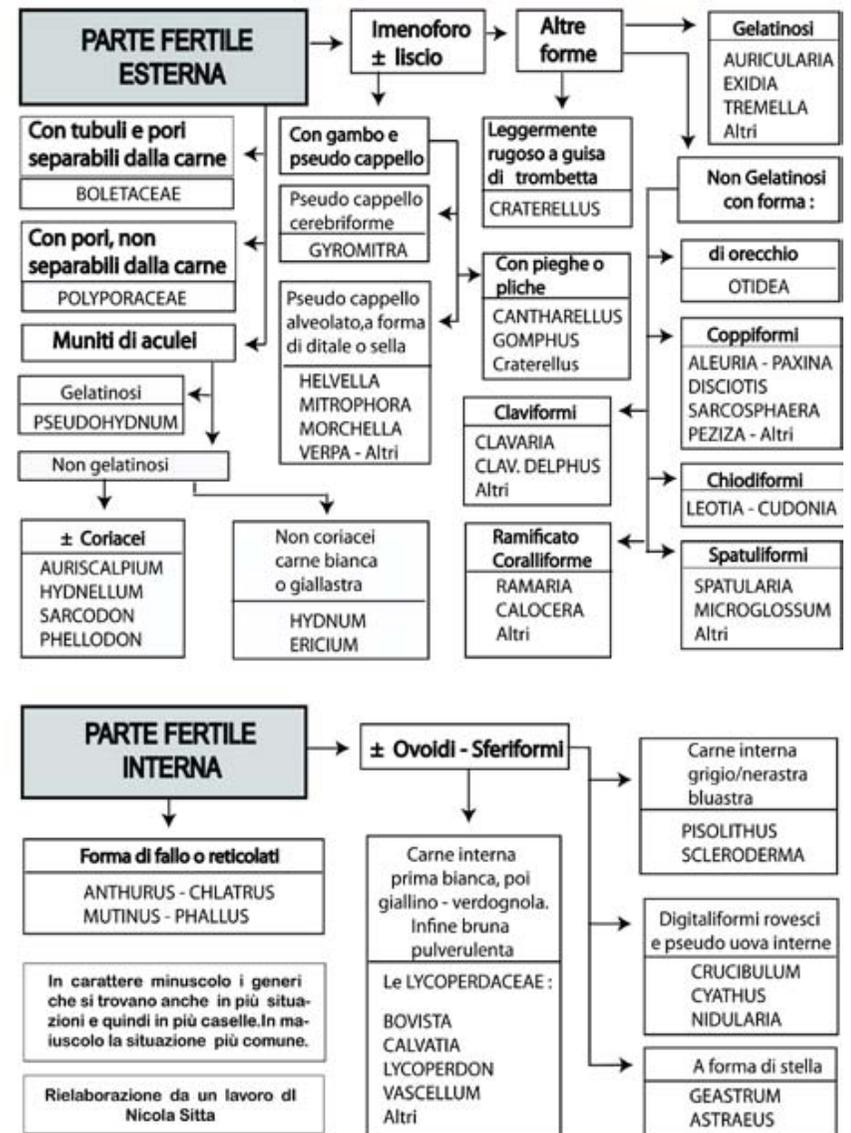 PARTE FERTILE
ESTERNA
Imenoforo
± liscio
Altre
forme
Gelatinosi
AURICULARIA
EXIDIA
TREMELLA
Altri
Con tubuli e pori
separabili dalla carne
BOLETACEAE
Con pori, non
separabili dalla carne
POLYPORACEAE
Muniti di aculei
Gelatinosi
PSEUDOHYDNUM
Non gelatinosi
± Coriacei
AURISCALPIUM
HYDNELLUM
SARCODON
PHELLODON
Non coriacei
carne bianca
o giallastra
HYDNUM
ERICIUM
Con gambo e
pseudo cappello
Pseudo cappello
cerebriforme
GYROMITRA
Pseudo cappello
alveolato,a forma
di ditale o sella
HELVELLA
MITROPHORA
MORCHELLA
VERPA - Altri
Leggermente
rugoso a guisa
di trombetta
CRATERELLUS
Con pieghe o
pliche
CANTHARELLUS
GOMPHUS
Craterellus
Non Gelatinosi
con forma :
di orecchio
OTIDEA
Coppiformi
ALEURIA - PAXINA
DISCIOTIS
SARCOSPHAERA
PEZIZA - Altri
Claviformi
CLAVARIA
CLAV. DELPHUS
Altri
Chiodiformi
LEOTIA - CUDONIA
Ramificato
Coralliforme
RAMARIA
CALOCERA
Altri
Spatuliformi
SPATULARIA
MICROGLOSSUM
Altri
PARTE FERTILE
INTERNA
± Ovoidi - Sferiformi
Forma di fallo o reticolati
ANTHURUS - CHLATRUS
MUTINUS - PHALLUS
In carattere minuscolo i generi
che si trovano anche in più situa-
zioni e quindi in più caselle.In ma-
iuscolo la situazione più comune.
Rielaborazione da un lavoro dI
Nicola Sitta
Carne interna
prima bianca, poi
giallino - verdognola.
Infine bruna
pulverulenta
Le LYCOPERDACEAE :
BOVISTA
CALVATIA
LYCOPERDON
VASCELLUM
Altri
Carne interna
grigio/nerastra
bluastra
PISOLITHUS
SCLERODERMA
Digitaliformi rovesci
e pseudo uova interne
CRUCIBULUM
CYATHUS
NIDULARIA
A forma di stella
GEASTRUM
ASTRAEUS